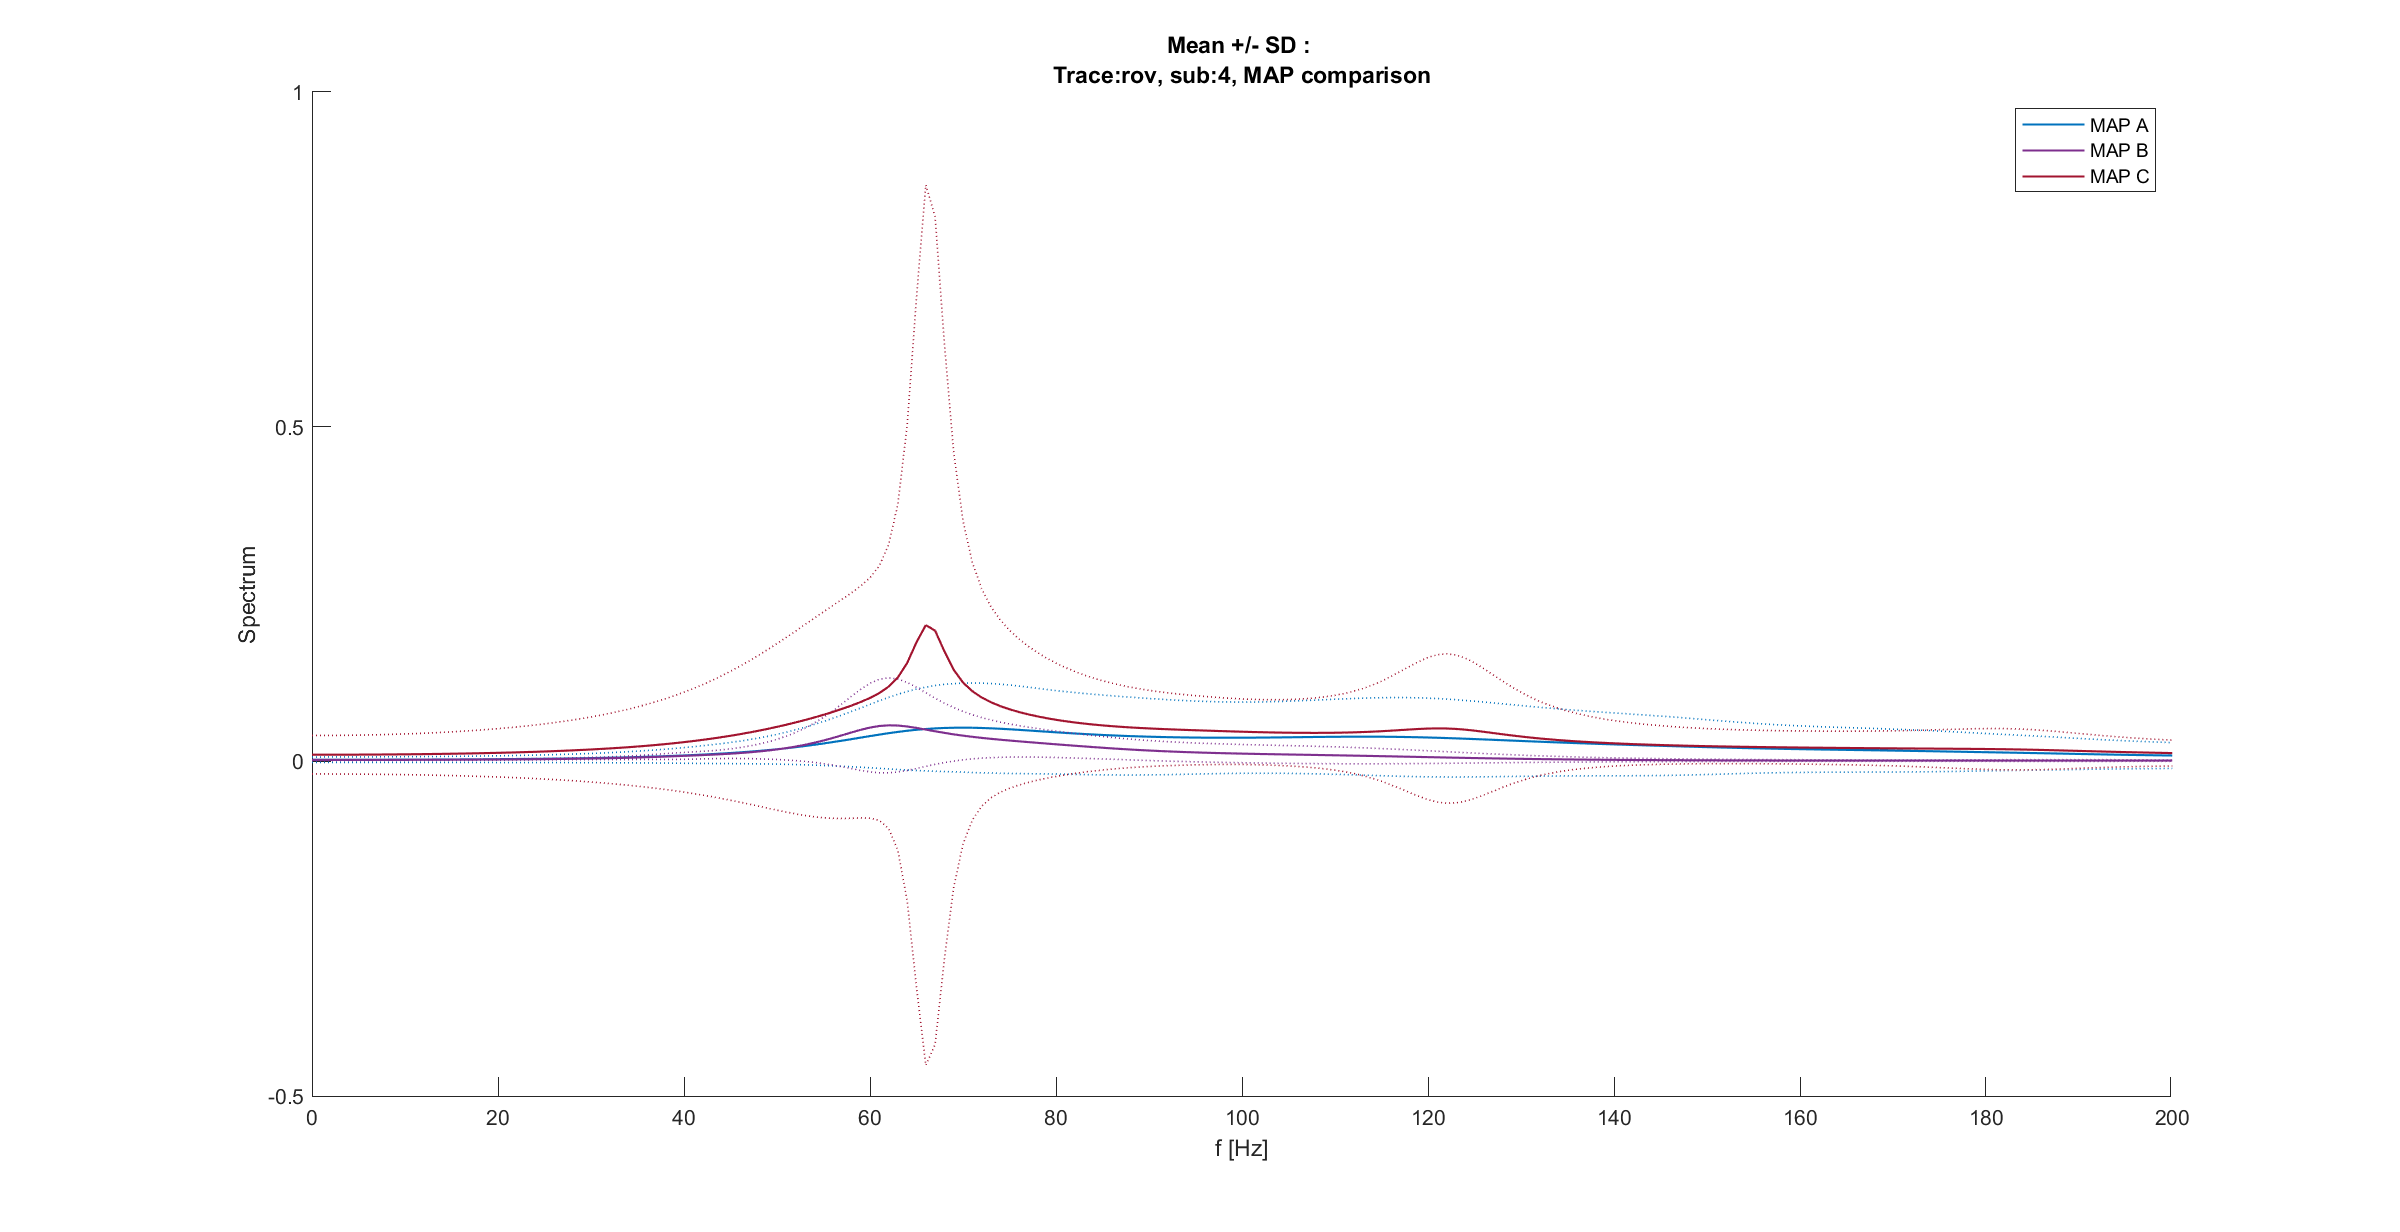 Mean +/- SD :
Trace:rov, sub:4, MAP comparison
MAP A
MAP B
MAP C
1
0.5
0
-0.5
Spectrum
0 20 40 60 80 100 120 140 160 180 200
f [Hz]